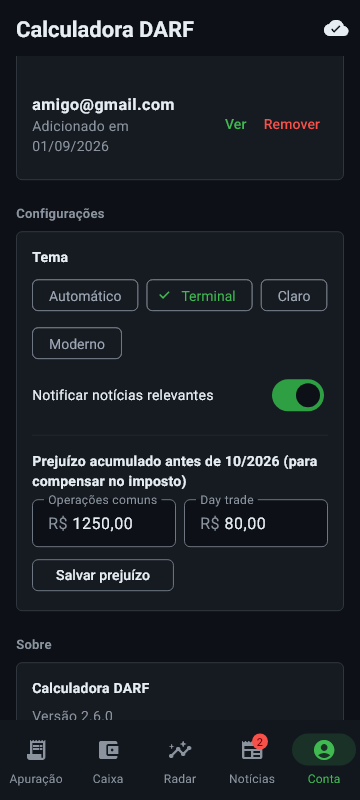 Calculadora DARF
amigo@gmail.com
Adicionado em
01/09/2026
Ver
Remover
Configurações
Tema
Automático
Terminal
Claro
Moderno
Notificar notícias relevantes
Prejuízo acumulado antes de 10/2026 (para
compensar no imposto)
Operações comuns
R$ 1250,00
Day trade
R$ 80,00
Salvar prejuízo
Sobre
Calculadora DARF
Versão 2.6.0
2
Apuração
Caixa
Radar
Notícias
Conta